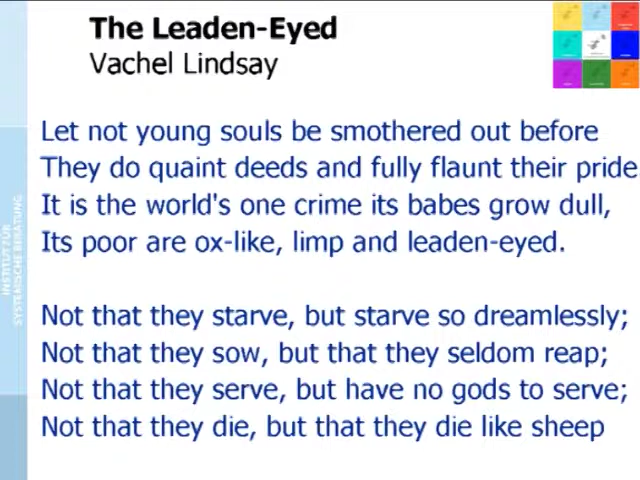 The Leaden-Eyed
Vachel Lindsay
Let not young souls be smothered out before
They do quaint deeds and fully flaunt their pride.
It is the world's one crime its babes grow dull,
Its poor are ox-like, limp and leaden-eyed.
Not that they starve, but starve so dreamlessly;
Not that they sow, but that they seldom reap;
Not that they serve, but have no gods to serve;
Not that they die, but that they die like sheep
INSTITUT FÜR
SYSTEMISCHE BERATUNG